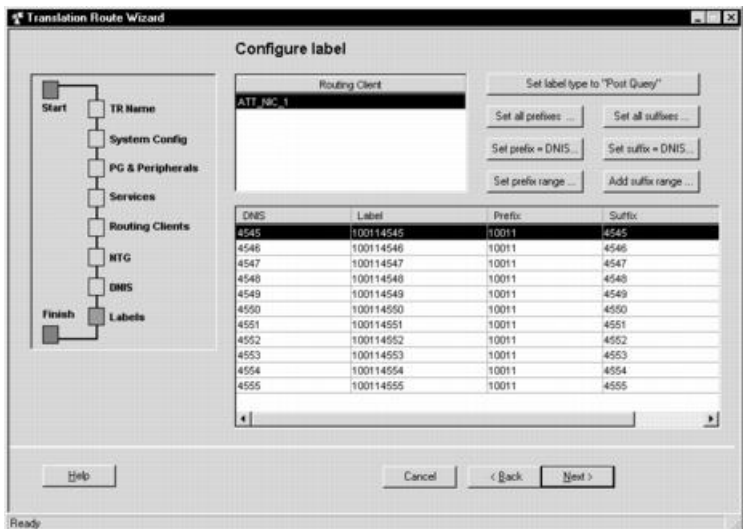 Translation Route Wizard
Configure label
Start
TR Name
System Config
PG & Peripherals
Services
Routing Clients
NTG
DNIS
Finish
Labels
Routing Client
ATT_NIC_1
Set label type to "Post Query"
Set all prefixes ...
Set all suffixes ...
Set prefix = DNIS...
Set suffix = DNIS...
Set prefix range ...
Add suffix range ...
DNIS Label Prefix Suffix
4545 100114545 10011 4545
4546 100114546 10011 4546
4547 100114547 10011 4547
4548 100114548 10011 4548
4549 100114549 10011 4549
4550 100114550 10011 4550
4551 100114551 10011 4551
4552 100114552 10011 4552
4553 100114553 10011 4553
4554 100114554 10011 4554
4555 100114555 10011 4555
Help
Cancel
< Back
Next >
Ready